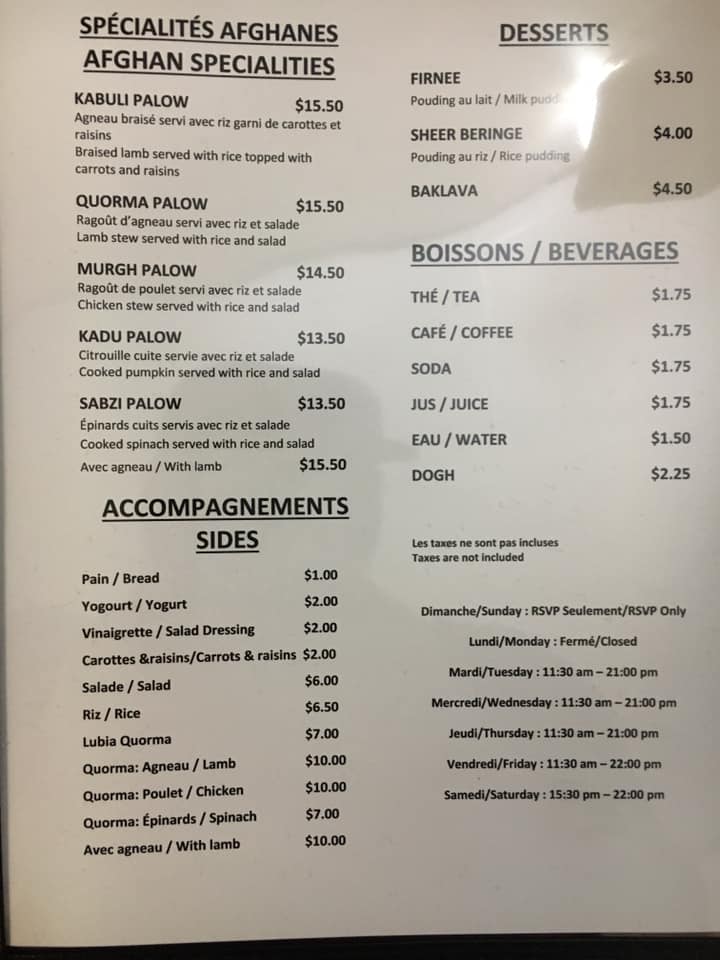 SPÉCIALITÉS AFGHANES
AFGHAN SPECIALITIES
KABULI PALOW $15.50
Agneau braisé servi avec riz garni de carottes et
raisins
Braised lamb served with rice topped with
carrots and raisins
QUORMA PALOW $15.50
Ragoût d'agneau servi avec riz et salade
Lamb stew served with rice and salad
MURGH PALOW $14.50
Ragoût de poulet servi avec riz et salade
Chicken stew served with rice and salad
KADU PALOW $13.50
Citrouille cuite servie avec riz et salade
Cooked pumpkin served with rice and salad
SABZI PALOW $13.50
Épinards cuits servis avec riz et salade
Cooked spinach served with rice and salad
Avec agneau / With lamb $15.50
ACCOMPAGNEMENTS
SIDES
Pain / Bread $1.00
Yogourt / Yogurt $2.00
Vinaigrette / Salad Dressing $2.00
Carottes &raisins/Carrots & raisins $2.00
Salade / Salad $6.00
Riz / Rice $6.50
Lubia Quorma $7.00
Quorma: Agneau / Lamb $10.00
Quorma: Poulet / Chicken $10.00
Quorma: Épinards / Spinach $7.00
Avec agneau / With lamb $10.00
DESSERTS
FIRNEE $3.50
Pouding au lait / Milk
SHEER BERINGE $4.00
Pouding au riz / Rice pudding
BAKLAVA $4.50
BOISSONS / BEVERAGES
THÉ / TEA $1.75
CAFÉ / COFFEE $1.75
SODA $1.75
JUS / JUICE $1.75
EAU / WATER $1.50
DOGH $2.25
Les taxes ne sont pas incluses
Taxes are not included
Dimanche/Sunday : RSVP Seulement/RSVP Only
Lundi/Monday : Fermé/Closed
Mardi/Tuesday : 11:30 am – 21:00 pm
Mercredi/Wednesday : 11:30 am – 21:00 pm
Jeudi/Thursday : 11:30 am – 21:00 pm
Vendredi/Friday : 11:30 am – 22:00 pm
Samedi/Saturday : 15:30 pm – 22:00 pm